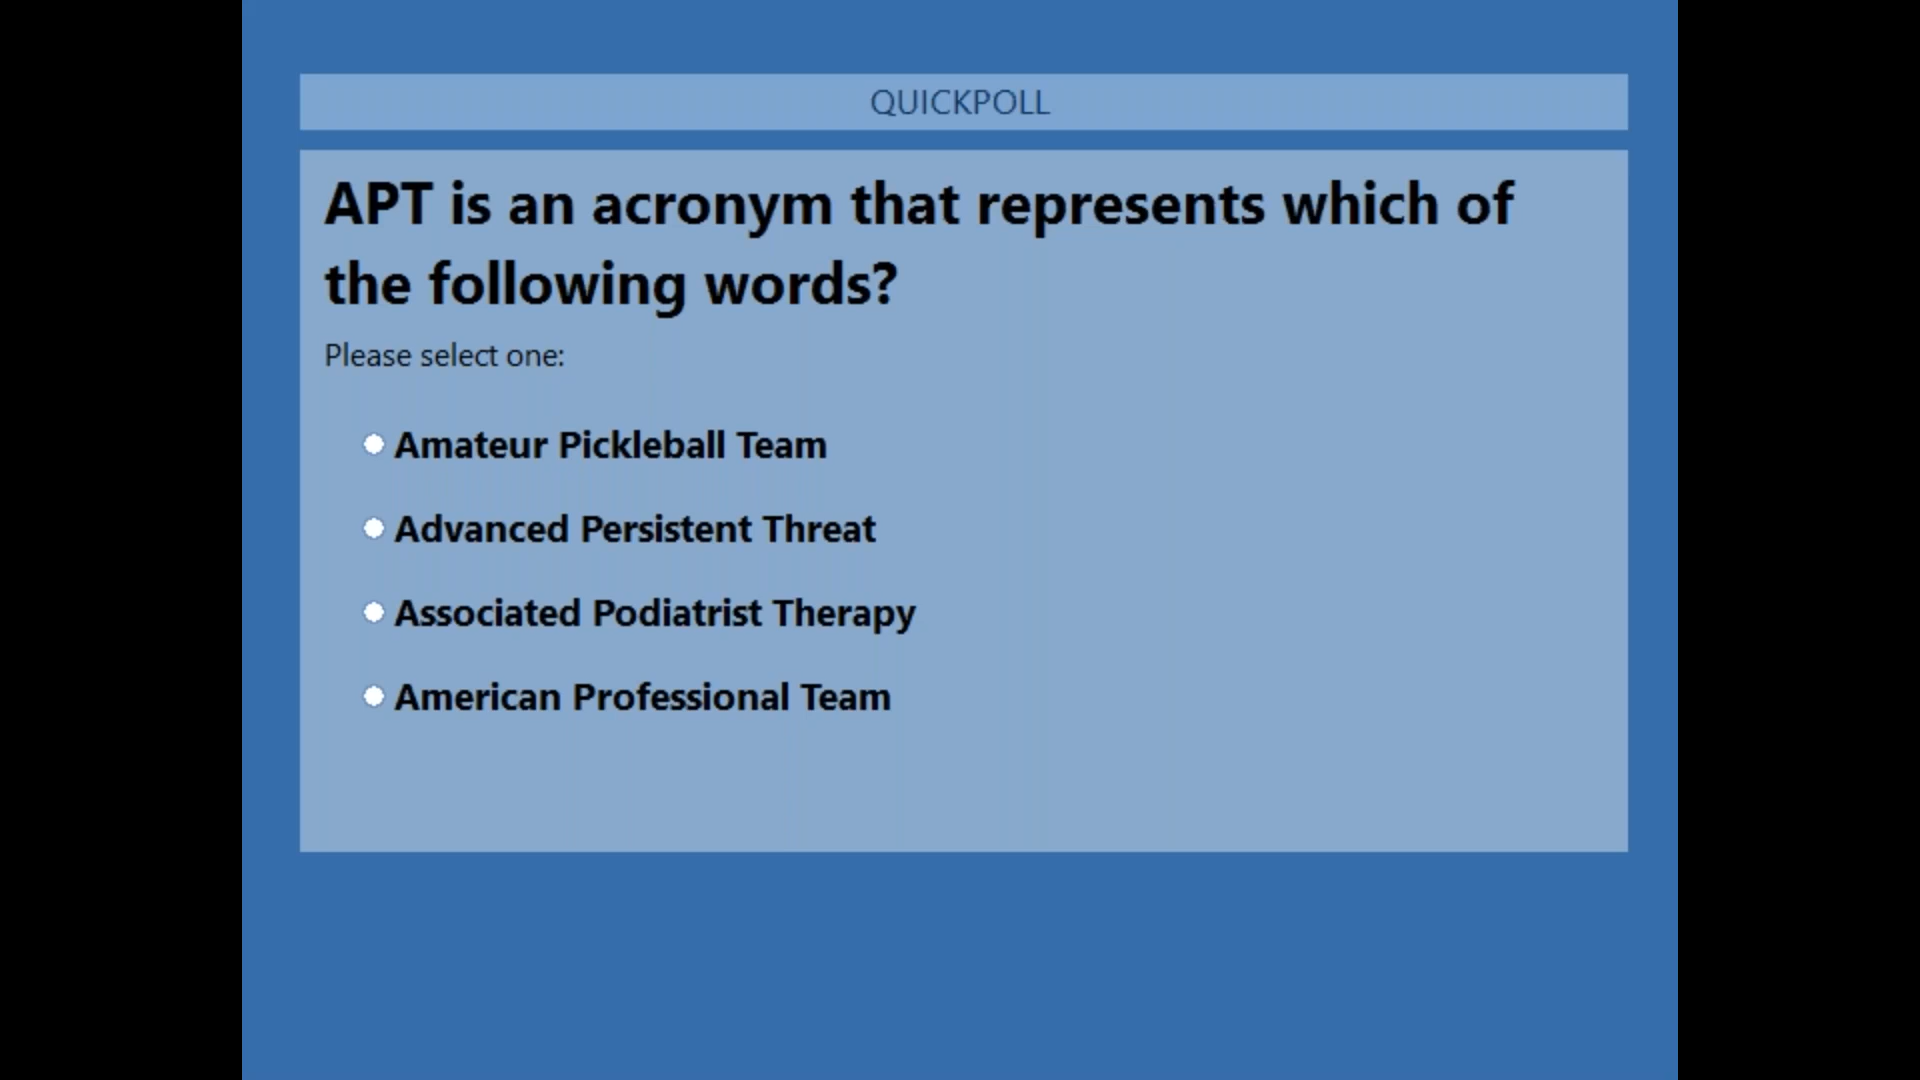 QUICKPOLL
APT is an acronym that represents which of
the following words?
Please select one:
Amateur Pickleball Team
Advanced Persistent Threat
Associated Podiatrist Therapy
American Professional Team